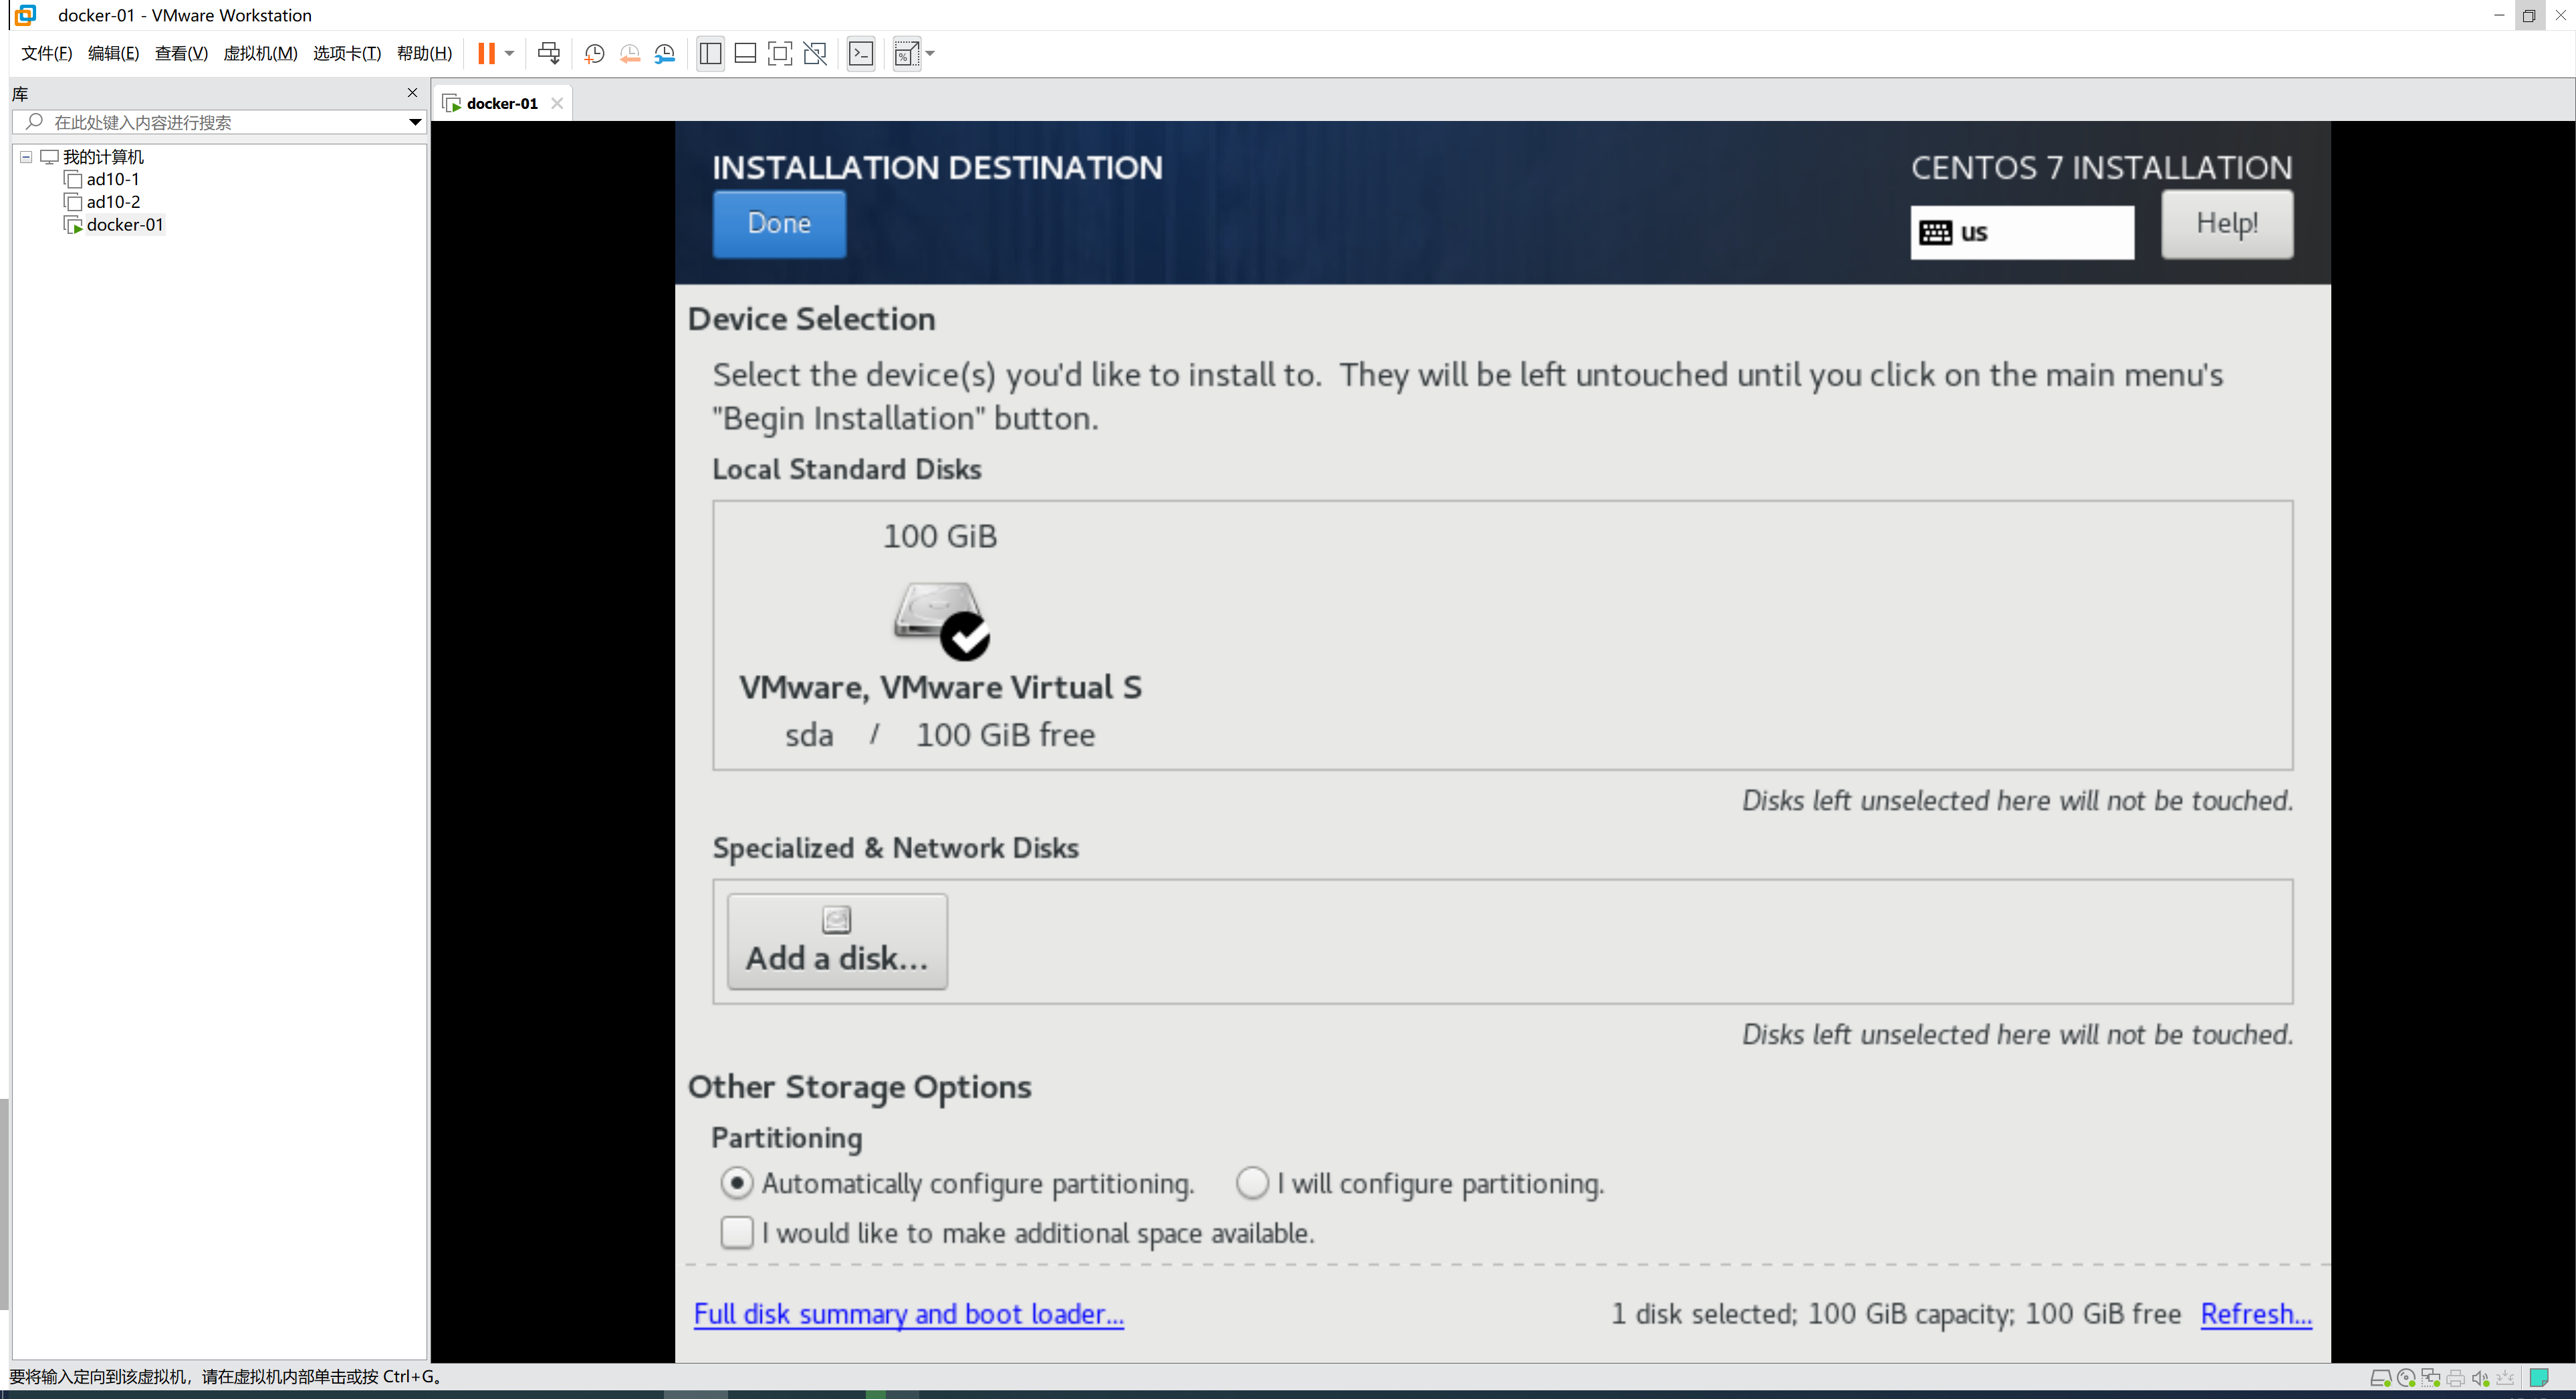 docker-01 - VMware Workstation
文件(F) 编辑(E) 查看(V) 虚拟机(M) 选项卡(T) 帮助(H)
库
在此处键入内容进行搜索
我的计算机
ad10-1
ad10-2
docker-01
docker-01
INSTALLATION DESTINATION
CENTOS 7 INSTALLATION
Done
us
Help!
Device Selection
Select the device(s) you'd like to install to.  They will be left untouched until you click on the main menu's
"Begin Installation" button.
Local Standard Disks
100 GiB
VMware, VMware Virtual S
sda / 100 GiB free
Disks left unselected here will not be touched.
Specialized & Network Disks
Add a disk...
Disks left unselected here will not be touched.
Other Storage Options
Partitioning
Automatically configure partitioning. I will configure partitioning.
I would like to make additional space available.
Full disk summary and boot loader...
1 disk selected; 100 GiB capacity; 100 GiB free Refresh...
要将输入定向到该虚拟机，请在虚拟机内部单击或按 Ctrl+G。